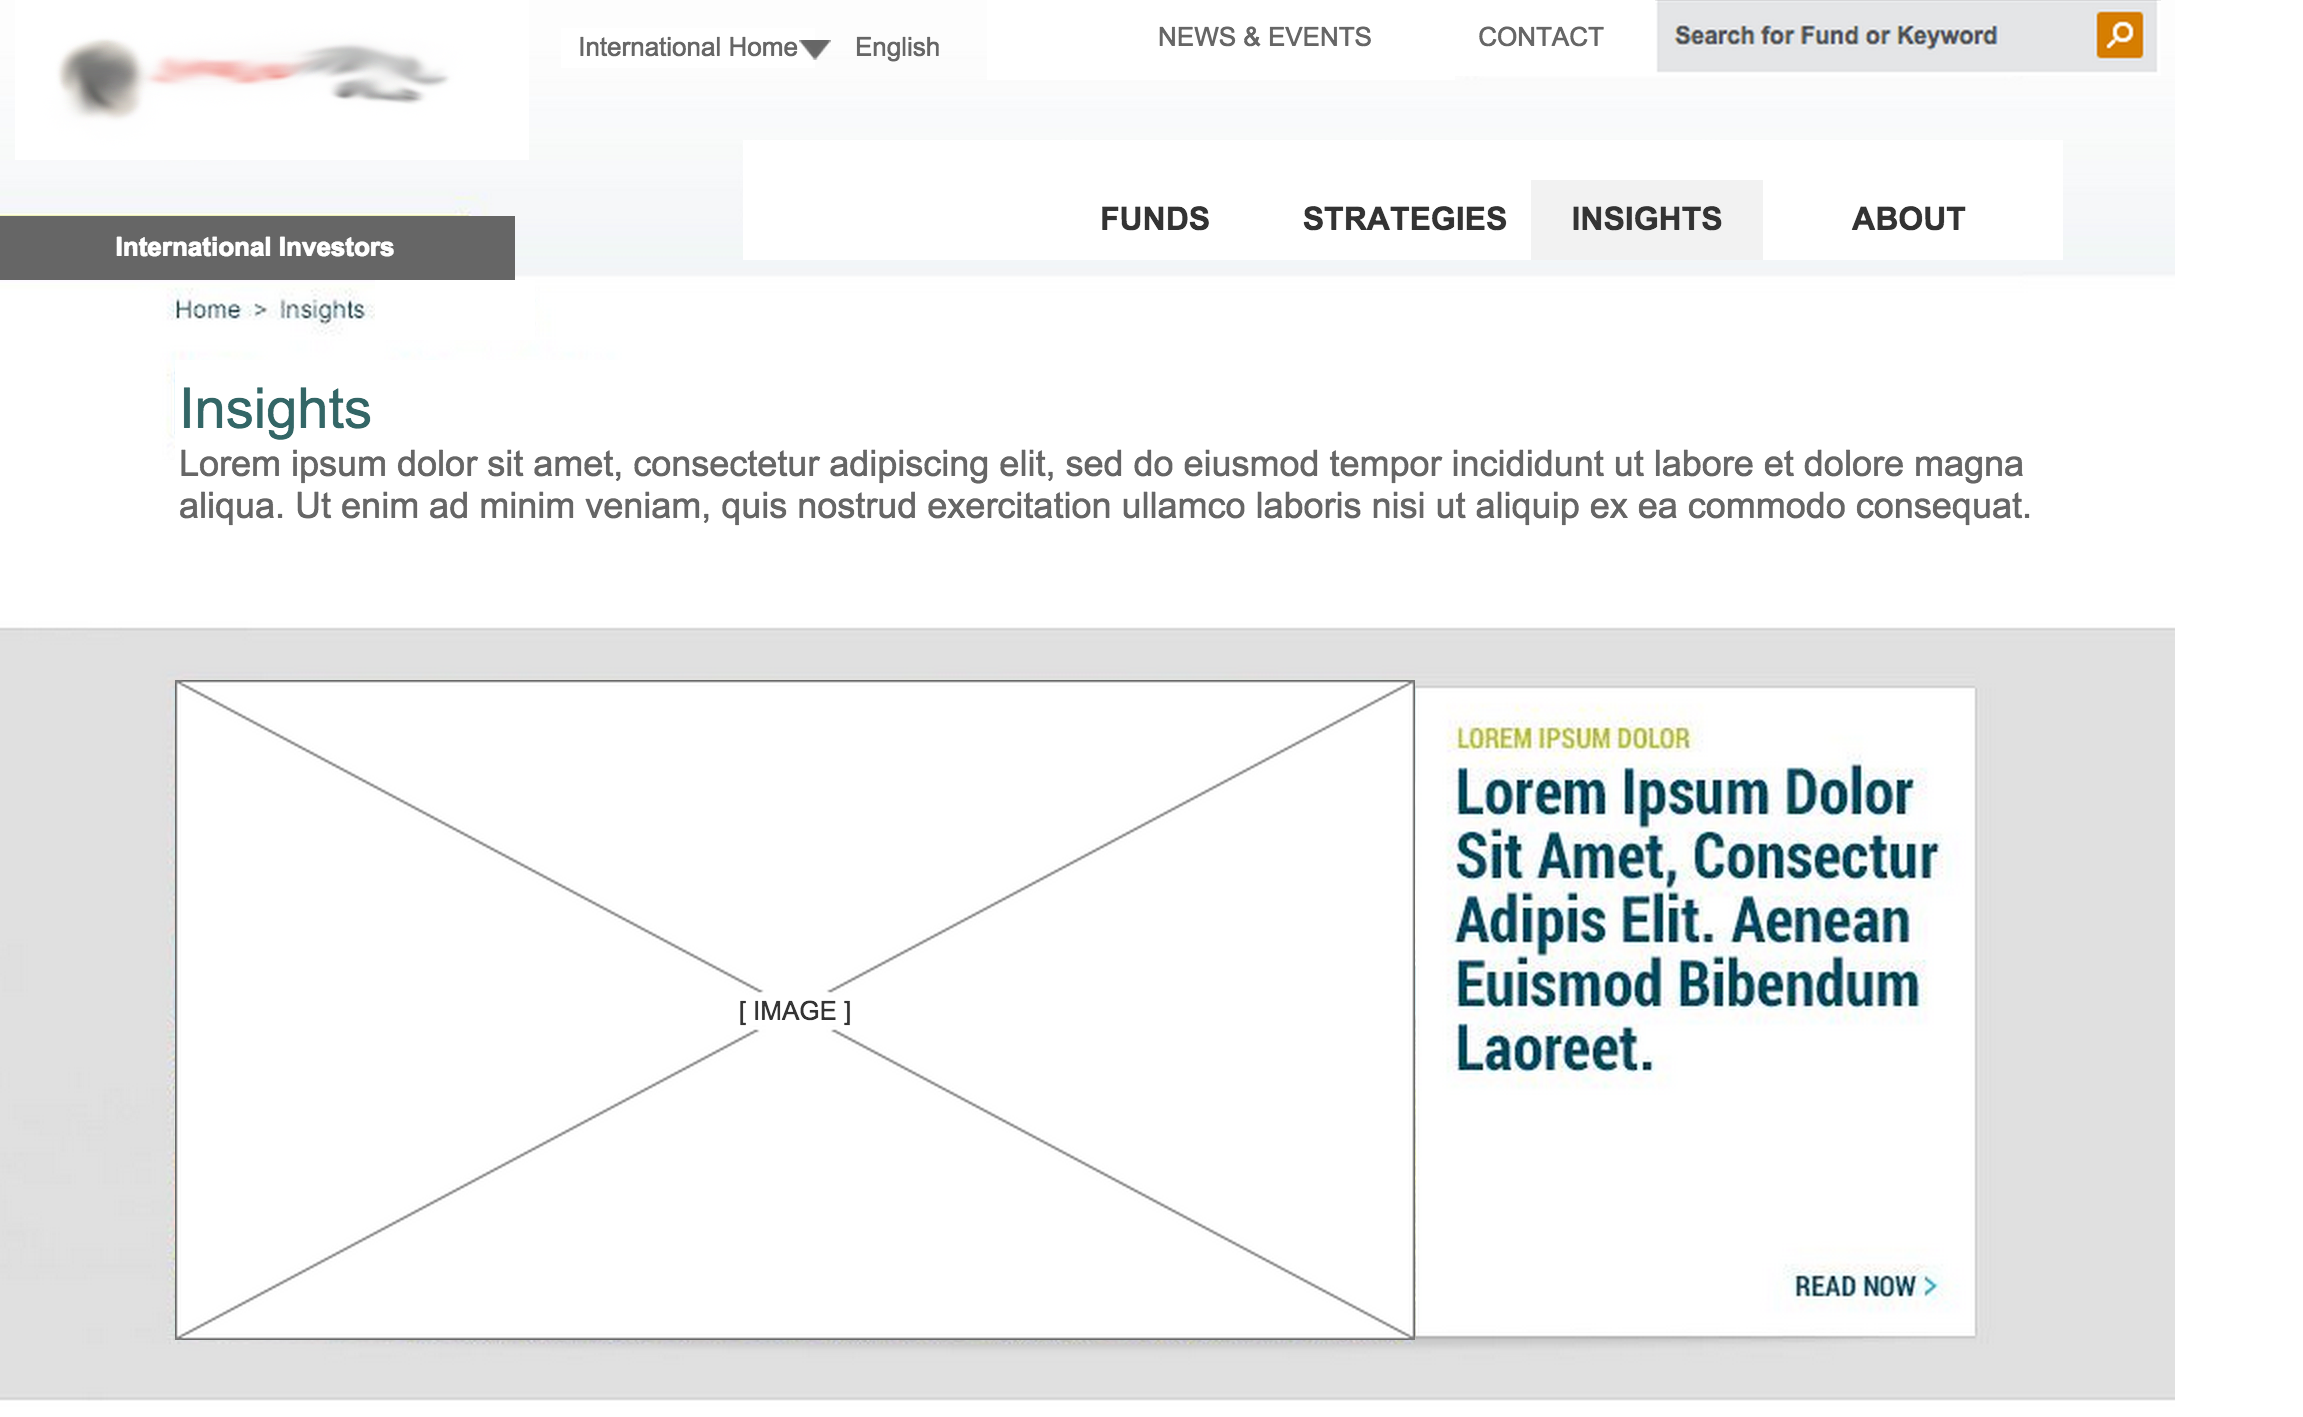 International Home English
NEWS & EVENTS
CONTACT
Search for Fund or Keyword
FUNDS STRATEGIES INSIGHTS ABOUT
International Investors
Home > Insights
Insights
Lorem ipsum dolor sit amet, consectetur adipiscing elit, sed do eiusmod tempor incididunt ut labore et dolore magna
aliqua. Ut enim ad minim veniam, quis nostrud exercitation ullamco laboris nisi ut aliquip ex ea commodo consequat.
[ IMAGE ]
LOREM IPSUM DOLOR
Lorem Ipsum Dolor
Sit Amet, Consectur
Adipis Elit. Aenean
Euismod Bibendum
Laoreet.
READ NOW >